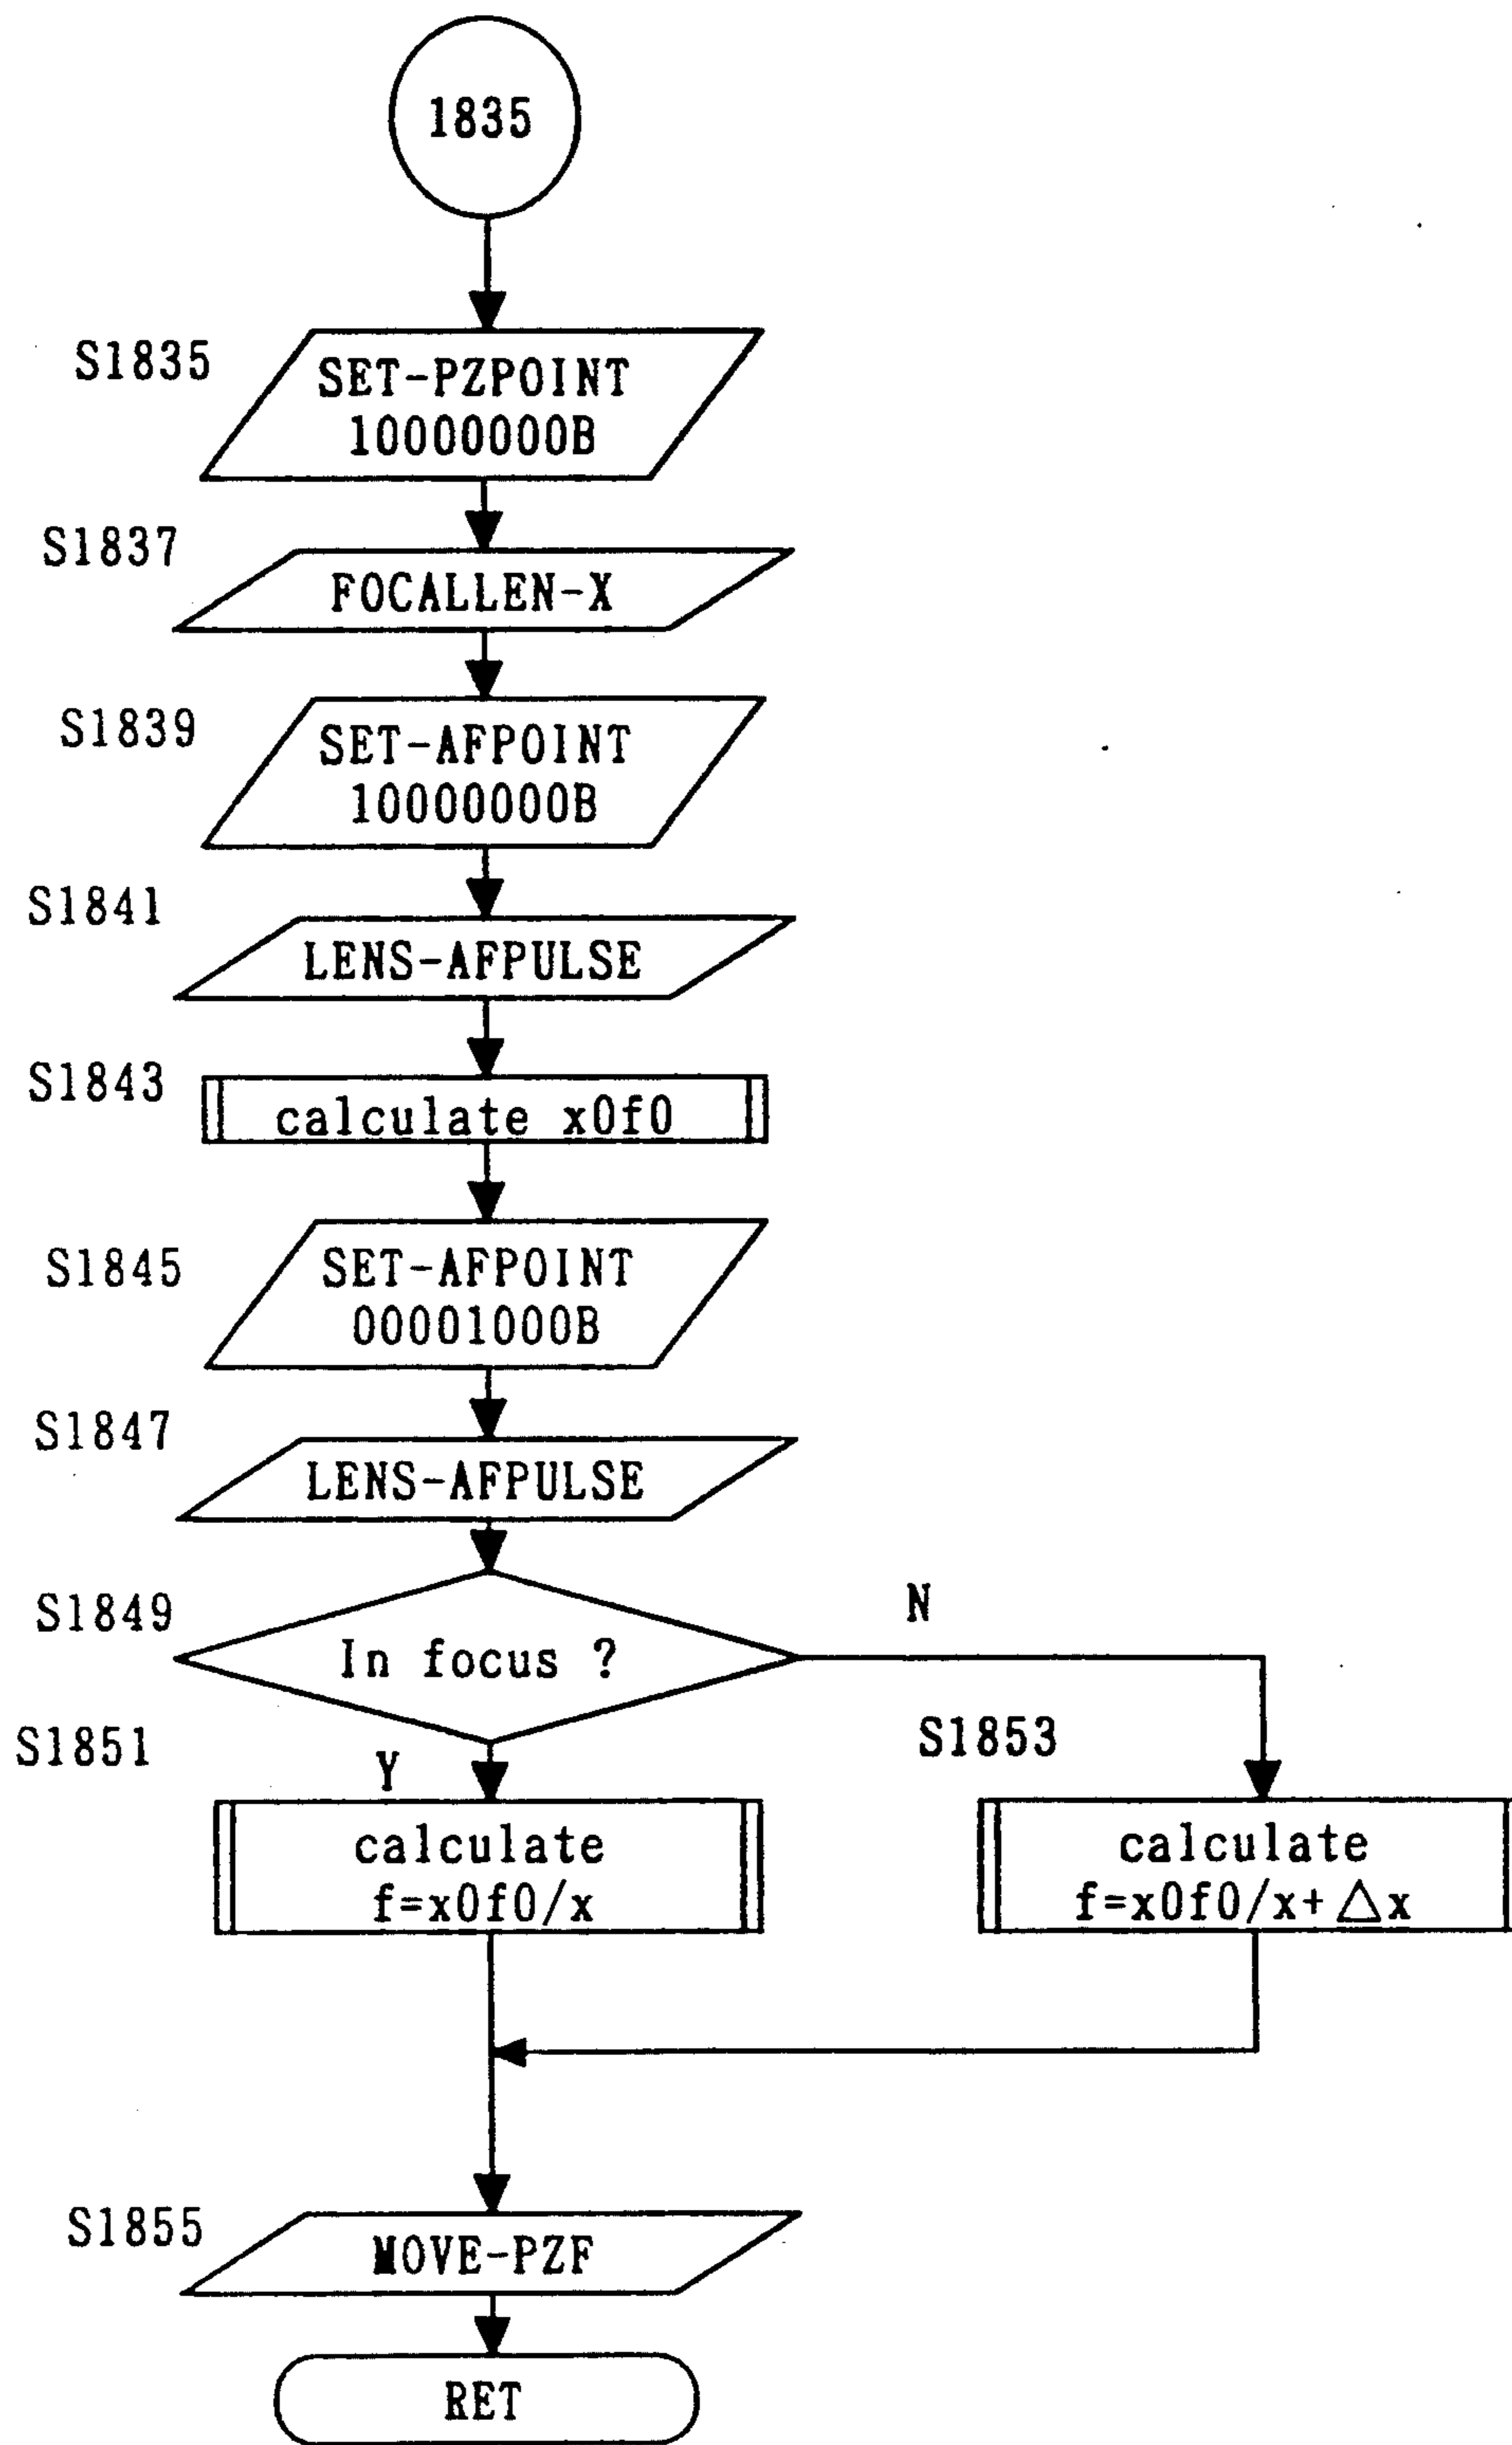 1835
S1835
SET-PZPOINT
10000000B
S1837
FOCALLEN-X
S1839
SET-AFPOINT
10000000B
S1841
LENS-AFPULSE
S1843
calculate x0f0
S1845
SET-AFPOINT
00001000B
S1847
LENS-AFPULSE
S1849
In focus ?
N
S1851
Y
calculate
f=x0f0/x
S1853
calculate
f=x0f0/x+△x
S1855
MOVE-PZF
RET